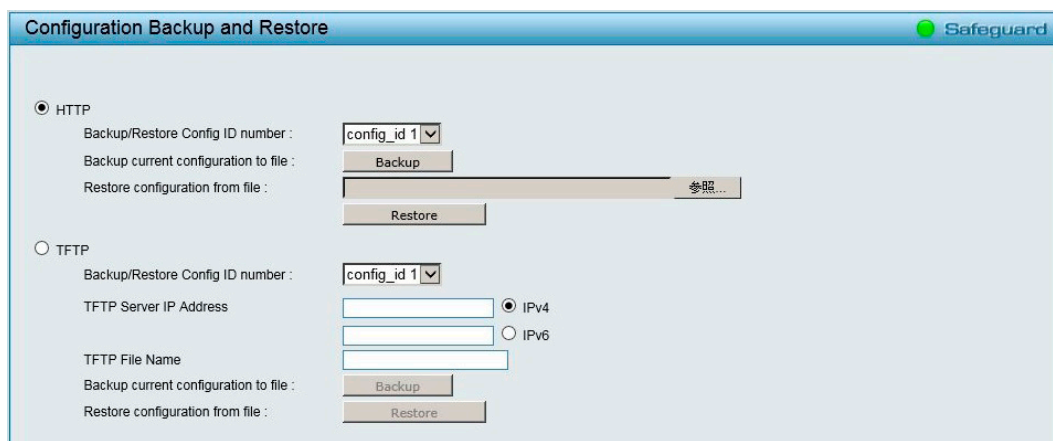 Configuration Backup and Restore
Safeguard
HTTP
Backup/Restore Config ID number : config_id 1
Backup current configuration to file : Backup
Restore configuration from file : 参照...
Restore
TFTP
Backup/Restore Config ID number : config_id 1
TFTP Server IP Address IPv4
IPv6
TFTP File Name
Backup current configuration to file : Backup
Restore configuration from file : Restore